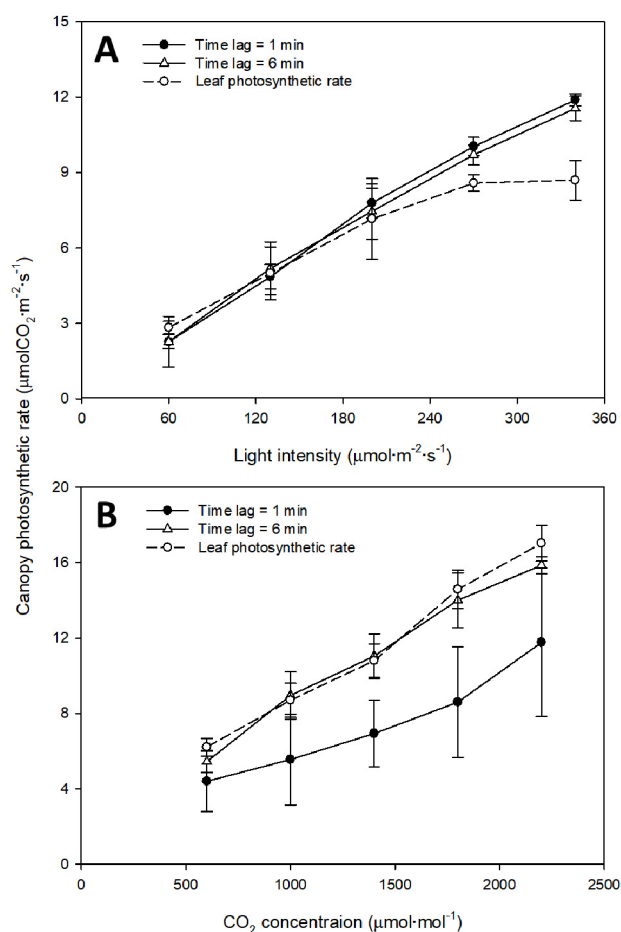 A
Time lag = 1 min
Time lag = 6 min
Leaf photosynthetic rate
15
12
9
6
3
0
0 60 120 180 240 300 360
Light intensity (μmol·m⁻²·s⁻¹)
Canopy photosynthetic rate (μmolCO₂·m⁻²·s⁻¹)
B
Time lag = 1 min
Time lag = 6 min
Leaf photosynthetic rate
20
16
12
8
4
0
0 500 1000 1500 2000 2500
CO₂ concentraion (μmol·mol⁻¹)